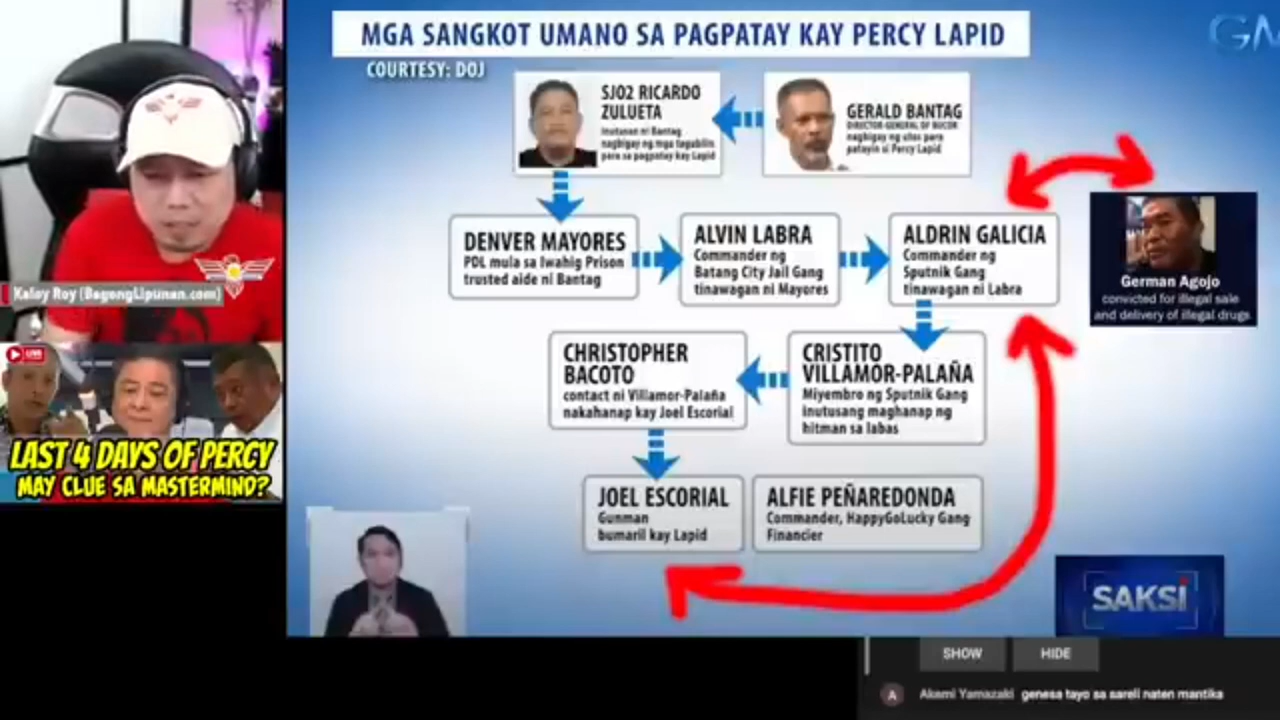 MGA SANGKOT UMANO SA PAGPATAY KAY PERCY LAPID
COURTESY: DOJ
GM
SJO2 RICARDO
ZULUETA
Inutusan ni Bantag
nagbigay ng mga tagubilin
para sa pagpatay kay Lapid
GERALD BANTAG
DIRECTOR-GENERAL OF BUCOR
nagbigay ng utos para
patayin si Percy Lapid
DENVER MAYORES
PDL mula sa Iwahig Prison
trusted aide ni Bantag
ALVIN LABRA
Commander ng
Batang City Jail Gang
tinawagan ni Mayores
ALDRIN GALICIA
Commander ng
Sputnik Gang
tinawagan ni Labra
German Agojo
convicted for illegal sale
and delivery of illegal drugs
Kaloy Roy (BagongLipunan.com)
LIVE
LAST 4 DAYS OF PERCY
MAY CLUE SA MASTERMIND?
CHRISTOPHER
BACOTO
contact ni Villamor-Palaña
nakahanap kay Joel Escorial
CRISTITO
VILLAMOR-PALAÑA
Miyembro ng Sputnik Gang
inutusang maghanap ng
hitman sa labas
JOEL ESCORIAL
Gunman
bumaril kay Lapid
ALFIE PEÑAREDONDA
Commander, HappyGoLucky Gang
Financier
SAKSI
SHOW
HIDE
A
Akemi Yamazaki genesa tayo sa sareli naten mantika